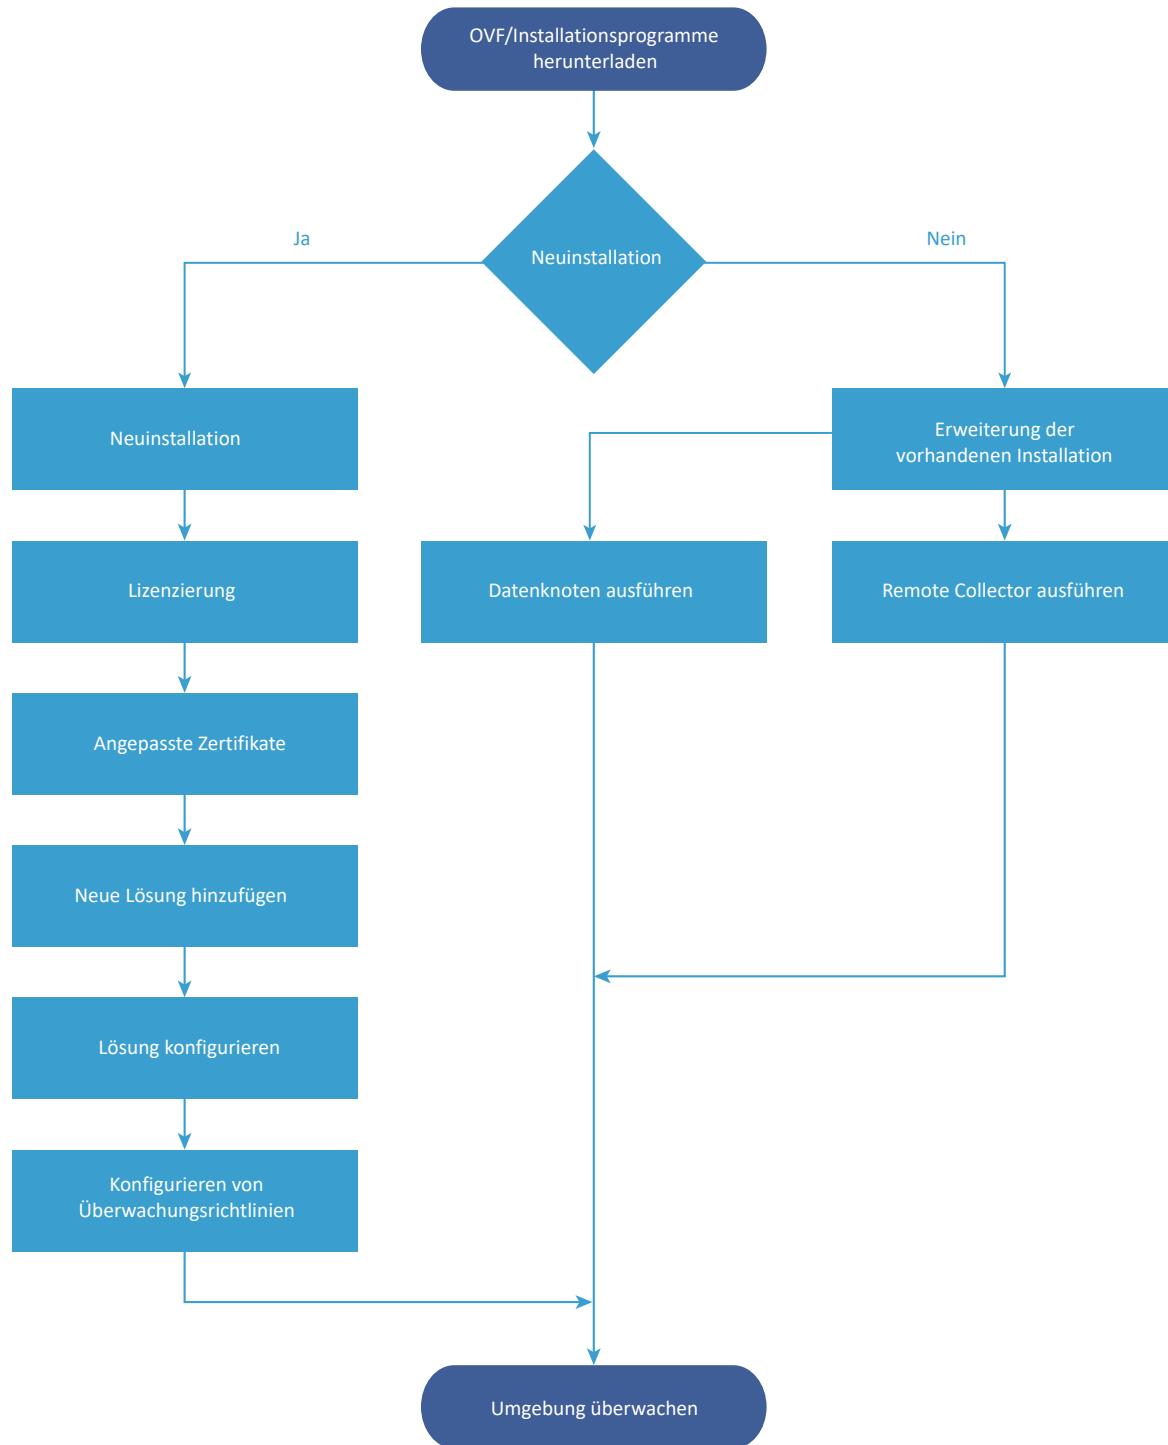 OVF/Installationsprogramme
herunterladen
Neuinstallation
Ja
Nein
Neuinstallation
Erweiterung der
vorhandenen Installation
Lizenzierung
Datenknoten ausführen
Remote Collector ausführen
Angepasste Zertifikate
Neue Lösung hinzufügen
Lösung konfigurieren
Konfigurieren von
Überwachungsrichtlinien
Umgebung überwachen